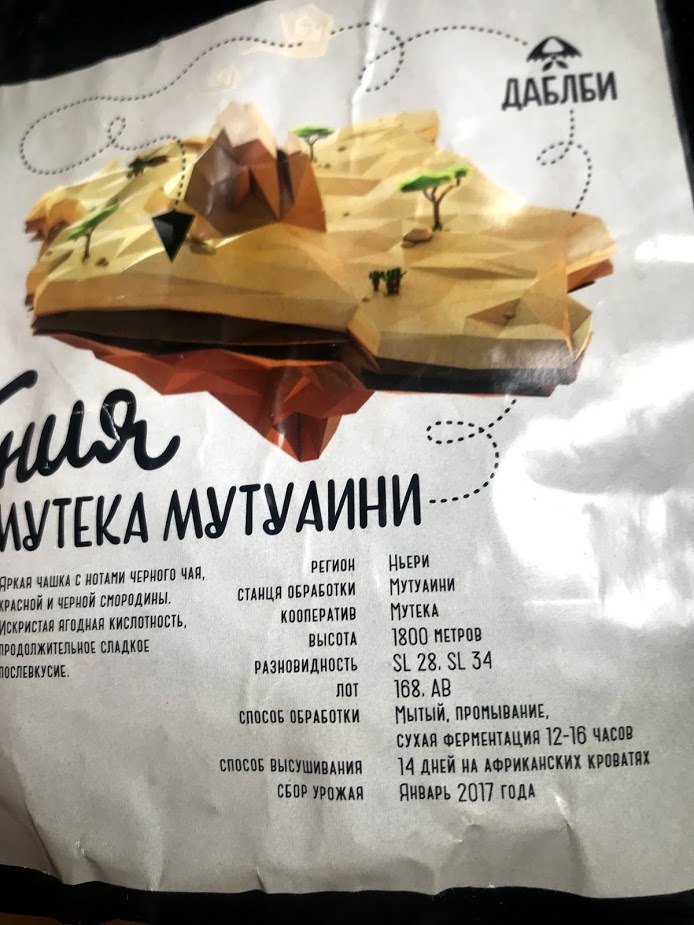 ДАБЛБИ
ния
МУТЕКА МУТУАИНИ
Яркая чашка с нотами черного чая,
красной и черной смородины.
Искристая ягодная кислотность,
продолжительное сладкое
послевкусие.
Регион Ньери
Станця обработки Мутуаини
Кооператив Мутека
Высота 1800 метров
Разновидность SL 28, SL 34
Лот 168, AB
Способ обработки Мытый, промывание,
сухая ферментация 12-16 часов
Способ высушивания 14 дней на африканских кроватях
Сбор урожая Январь 2017 года